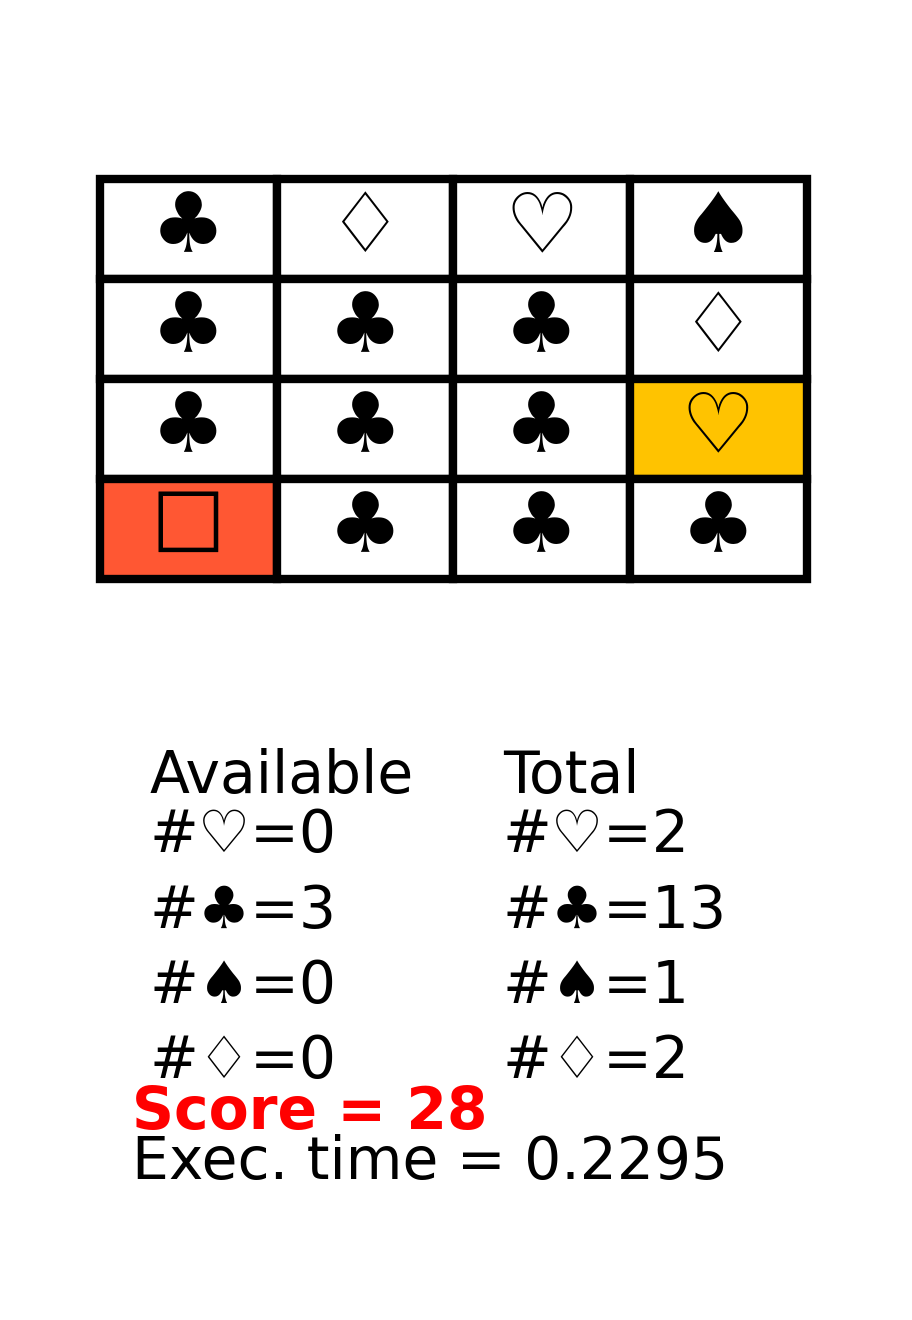 ♣ ♢ ♡ ♠
♣ ♣ ♣ ♢
♣ ♣ ♣ ♡
□ ♣ ♣ ♣
Available Total
#♡=0 #♡=2
#♣=3 #♣=13
#♠=0 #♠=1
#♢=0 #♢=2
Score = 28
Exec. time = 0.2295